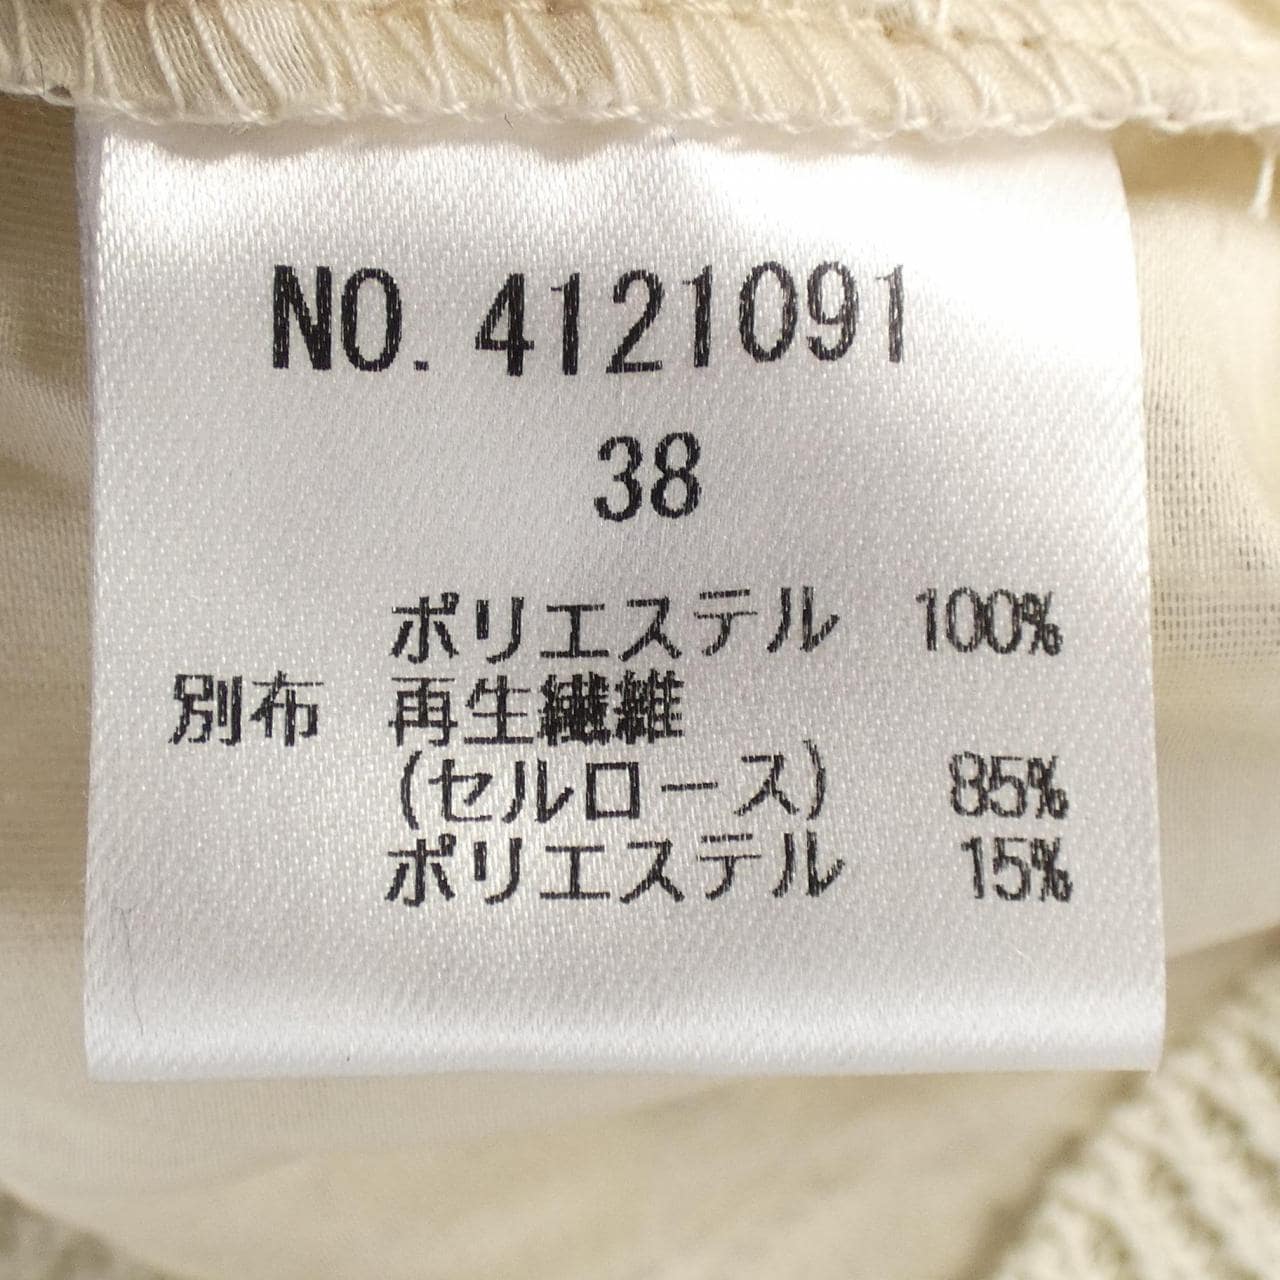 NO. 4121091
38
ポリエステル 100%
別布 再生繊維
(セルロース) 85%
ポリエステル 15%